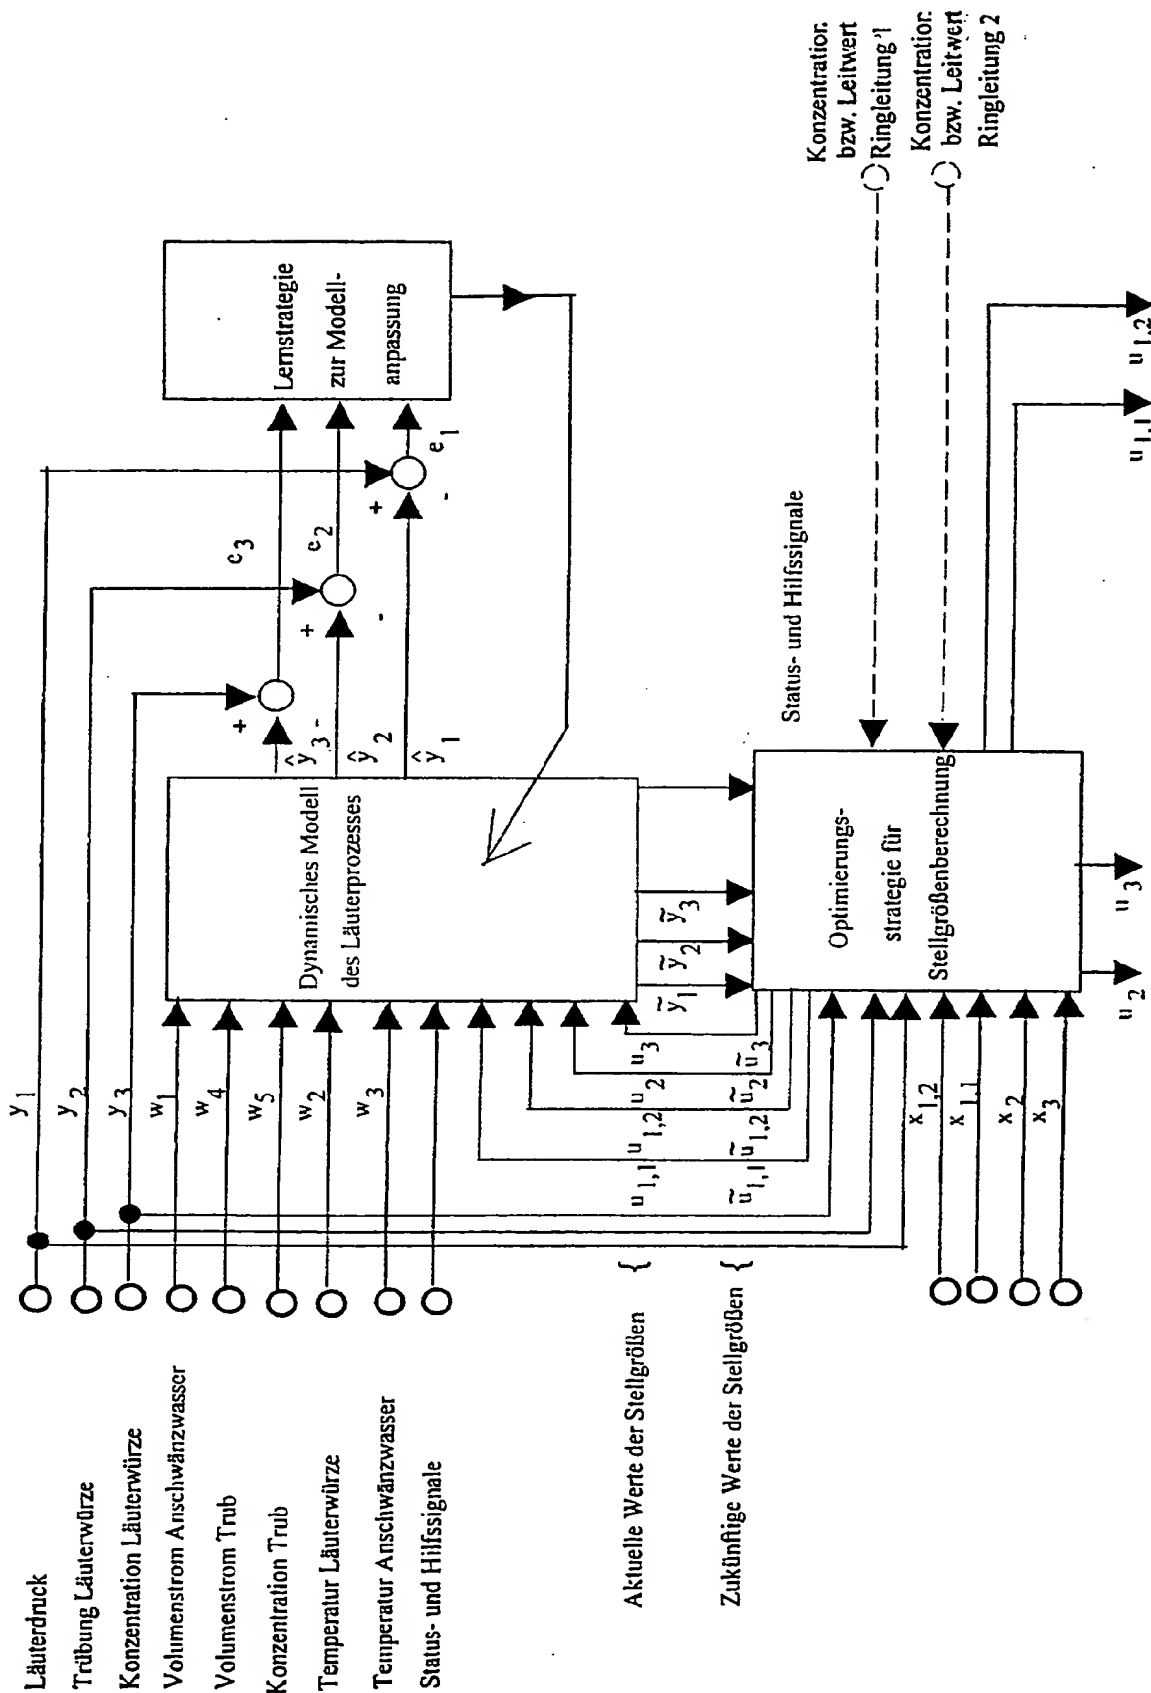 Läuterdruck
Trübung Läuterwürze
Konzentration Läuterwürze
Volumenstrom Anschwänzwasser
Volumenstrom Trub
Konzentration Trub
Temperatur Läuterwürze
Temperatur Anschwänzwasser
Status- und Hilfssignale
y1
y2
y3
w1
w4
w5
w2
w3
Dynamisches Modell
des Läuterprozesses
ŷ3
ŷ2
ŷ1
+
-
+
-
+
-
e3
e2
e1
Lernstrategie
zur Modell-
anpassung
Aktuelle Werte der Stellgrößen {
u1,1 u1,2 u2 u3
Zukünftige Werte der Stellgrößen {
ũ1,1 ũ1,2 ũ2 ũ3
ỹ1 ỹ2 ỹ3
Status- und Hilfssignale
Optimierungs-
strategie für
Stellgrößenberechnung
x1,2
x1,1
x2
x3
Konzentration
bzw. Leitwert
Ringleitung 1
Konzentration
bzw. Leitwert
Ringleitung 2
u2
u3
u1,1
u1,2